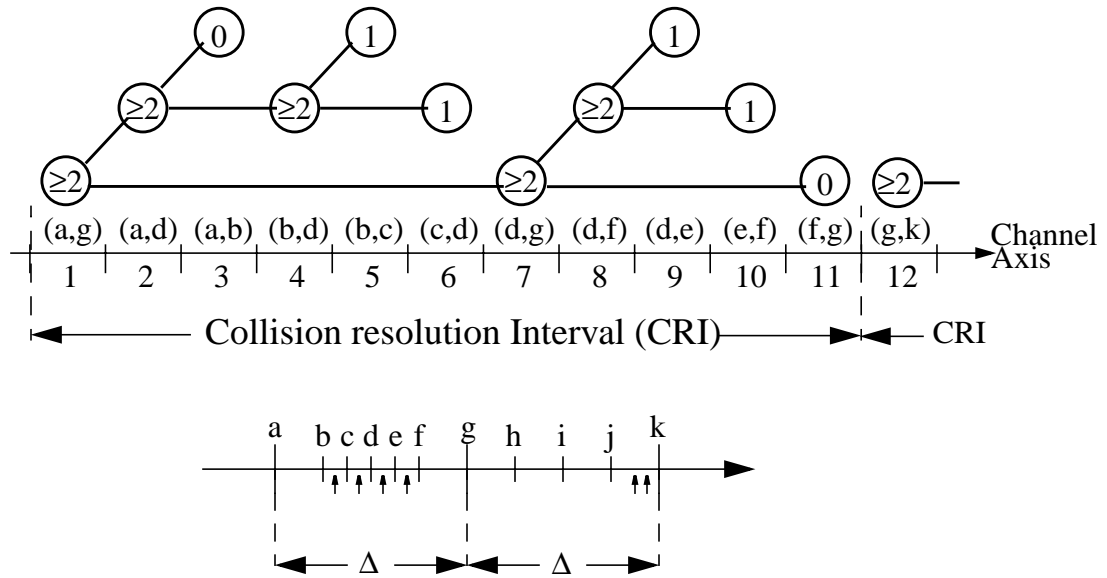 0 1 1
≥2 ≥2 1 ≥2 1
≥2 ≥2 0 ≥2
(a,g) (a,d) (a,b) (b,d) (b,c) (c,d) (d,g) (d,f) (d,e) (e,f) (f,g) (g,k) Channel
Axis
1 2 3 4 5 6 7 8 9 10 11 12
Collision resolution Interval (CRI) CRI
a b c d e f g h i j k
Δ Δ